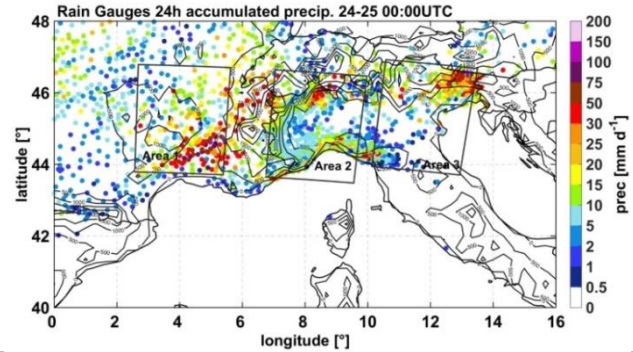 Rain Gauges 24h accumulated precip. 24-25 00:00UTC
48
46
44
42
40
latitude [°]
0 2 4 6 8 10 12 14 16
longitude [°]
Area
Area 2
Area 3
200
150
100
75
50
30
25
20
15
10
5
2
1
0.5
0
prec [mm d⁻¹]